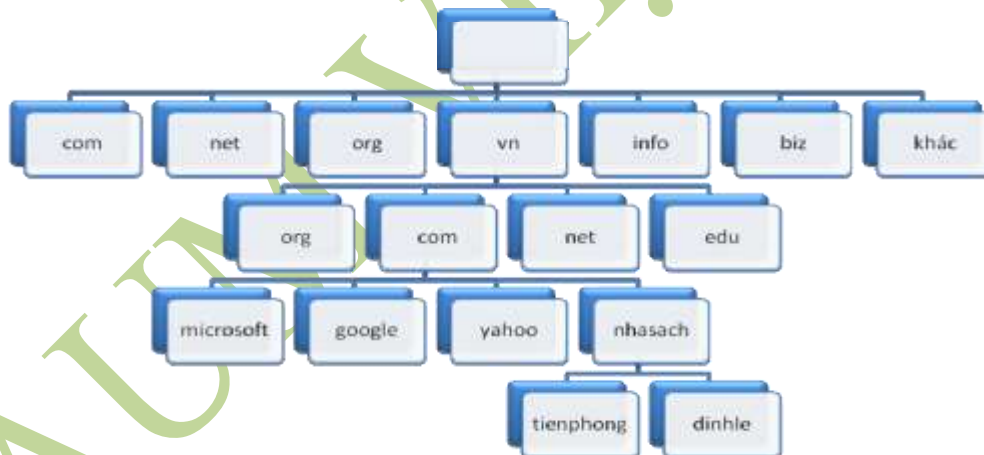 com net org vn info biz khác
org com net edu
microsoft google yahoo nhasach
tienphong dinhle